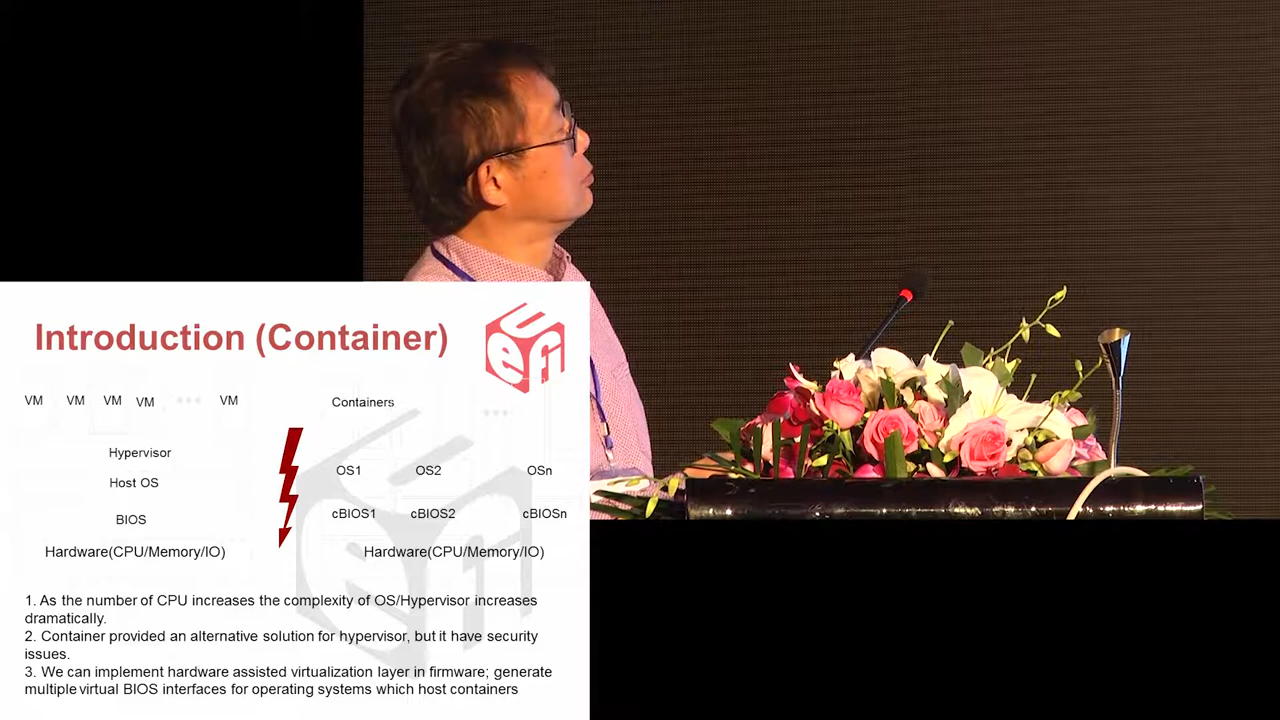 Introduction (Container)
uefi
VM VM VM VM ... VM
Containers
Hypervisor
OS1 OS2 OSn
Host OS
BIOS
cBIOS1 cBIOS2 cBIOSn
Hardware(CPU/Memory/IO)
Hardware(CPU/Memory/IO)
1. As the number of CPU increases the complexity of OS/Hypervisor increases
dramatically.
2. Container provided an alternative solution for hypervisor, but it have security
issues.
3. We can implement hardware assisted virtualization layer in firmware; generate
multiple virtual BIOS interfaces for operating systems which host containers